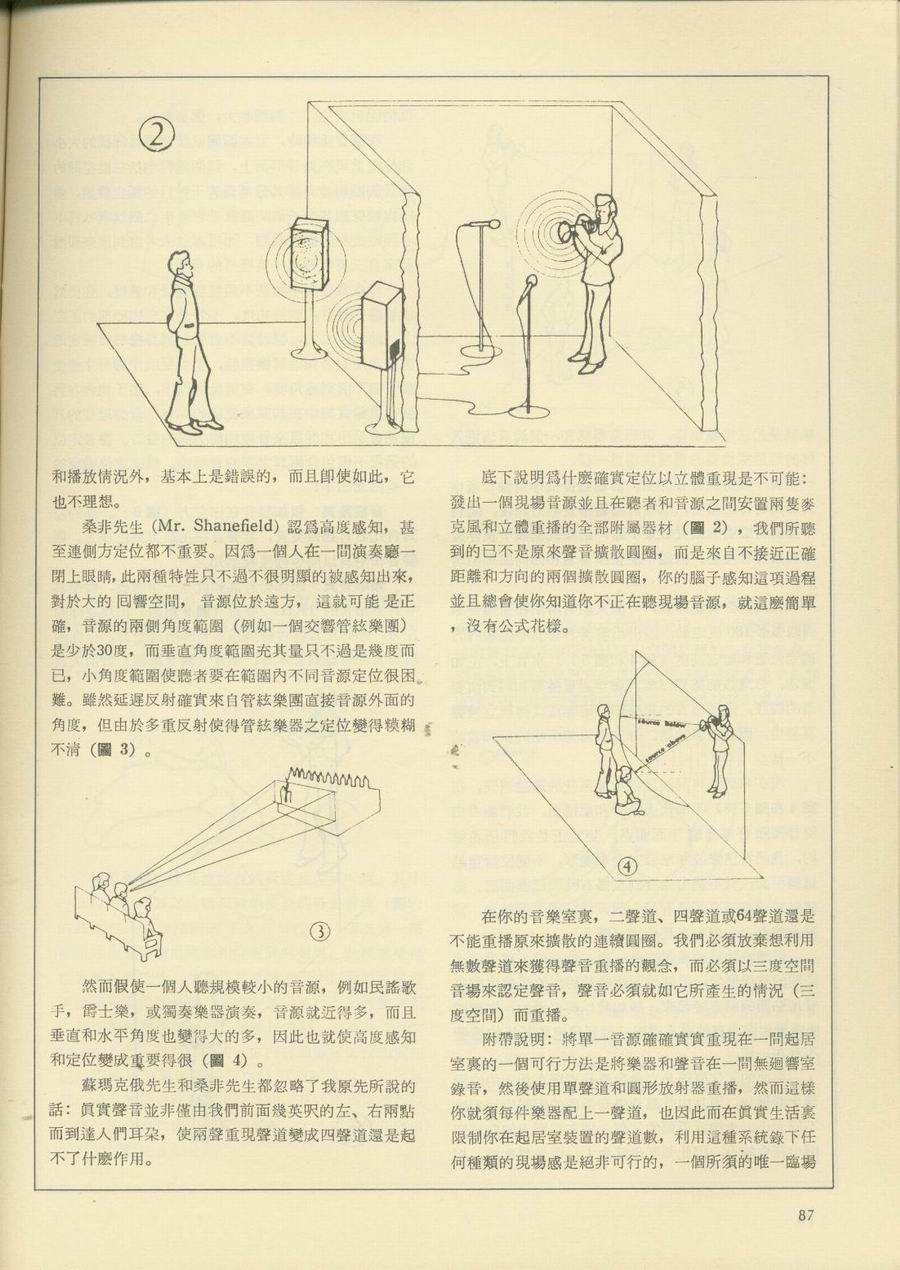 ②
和播放情況外，基本上是錯誤的，而且卽使如此，它
也不理想。
桑非先生（Mr. Shanefield）認爲高度感知，甚
至連側方定位都不重要。因爲一個人在一間演奏廳一
閉上眼睛，此兩種特性只不過不很明顯的被感知出來，
對於大的 回響空間， 音源位於遠方， 這就可能 是正
確，音源的兩側角度範圍（例如一個交響管絃樂團）
是少於30度，而垂直角度範圍充其量只不過是幾度而
已，小角度範圍使聽者要在範圍內不同音源定位很困
難。雖然延遲反射確實來自管絃樂團直接音源外面的
角度，但由於多重反射使得管絃樂器之定位變得糢糊
不清（圖 3）。
③
然而假使一個人聽規模較小的音源，例如民謠歌
手，爵士樂，或獨奏樂器演奏，音源就近得多，而且
垂直和水平角度也變得大的多，因此也就使高度感知
和定位變成重要得很（圖 4）。
蘇瑪克俄先生和桑非先生都忽略了我原先所說的
話：眞實聲音並非僅由我們前面幾英呎的左、右兩點
而到達人們耳朶，使兩聲重現聲道變成四聲道還是起
不了什麽作用。
底下說明爲什麽確實定位以立體重現是不可能：
發出一個現場音源並且在聽者和音源之間安置兩隻麥
克風和立體重播的全部附屬器材（圖 2），我們所聽
到的已不是原來聲音擴散圓圈，而是來自不接近正確
距離和方向的兩個擴散圓圈，你的腦子感知這項過程
並且總會使你知道你不正在聽現場音源，就這麽簡單
，沒有公式花樣。
source below
source above
④
在你的音樂室裏，二聲道、四聲道或64聲道還是
不能重播原來擴散的連續圓圈。我們必須放棄想利用
無數聲道來獲得聲音重播的觀念，而必須以三度空間
音場來認定聲音，聲音必須就如它所產生的情況（三
度空間）而重播。
附帶說明：將單一音源確確實實重現在一間起居
室裏的一個可行方法是將樂器和聲音在一間無廻響室
錄音，然後使用單聲道和圓形放射器重播，然而這樣
你就須每件樂器配上一聲道，也因此而在眞實生活裏
限制你在起居室裝置的聲道數，利用這種系統錄下任
何種類的現場感是絕非可行的，一個所須的唯一臨場
87